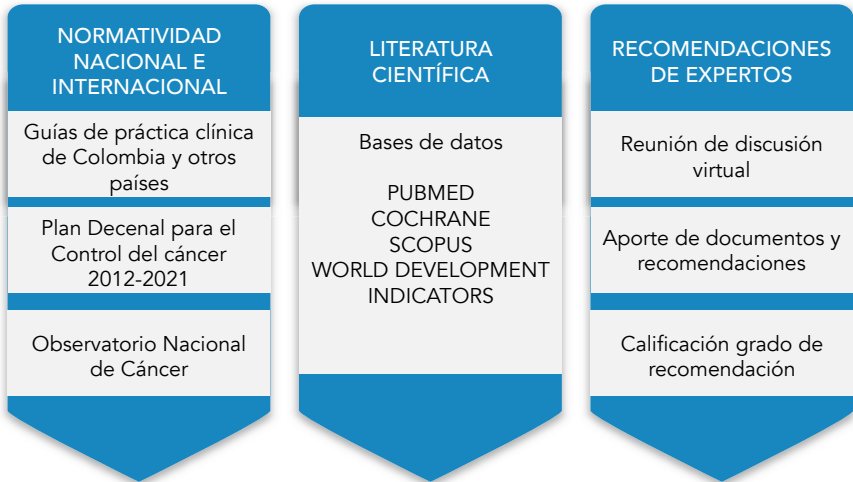 NORMATIVIDAD
NACIONAL E
INTERNACIONAL
Guías de práctica clínica
de Colombia y otros
países
Plan Decenal para el
Control del cáncer
2012-2021
Observatorio Nacional
de Cáncer
LITERATURA
CIENTÍFICA
Bases de datos
PUBMED
COCHRANE
SCOPUS
WORLD DEVELOPMENT
INDICATORS
RECOMENDACIONES
DE EXPERTOS
Reunión de discusión
virtual
Aporte de documentos y
recomendaciones
Calificación grado de
recomendación